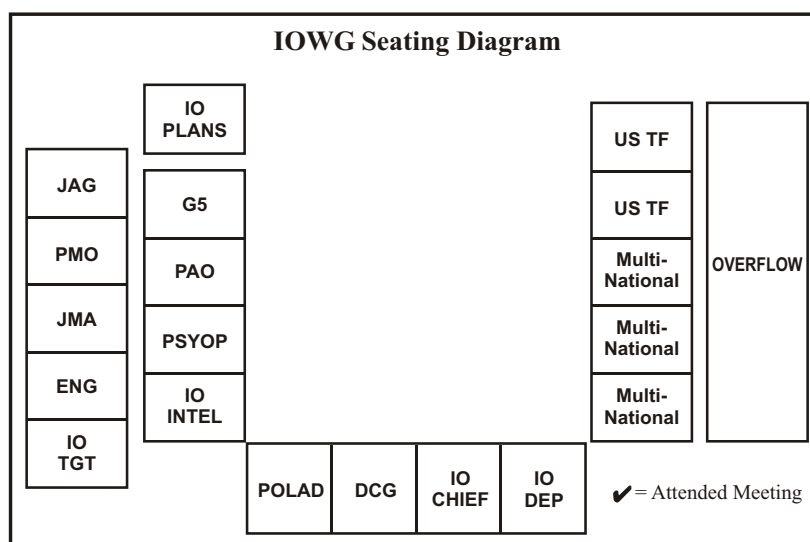 IOWG Seating Diagram
IO
PLANS
JAG
PMO
JMA
ENG
IO
TGT
G5
PAO
PSYOP
IO
INTEL
POLAD
DCG
IO
CHIEF
IO
DEP
US TF
US TF
Multi-
National
Multi-
National
Multi-
National
OVERFLOW
✔ = Attended Meeting